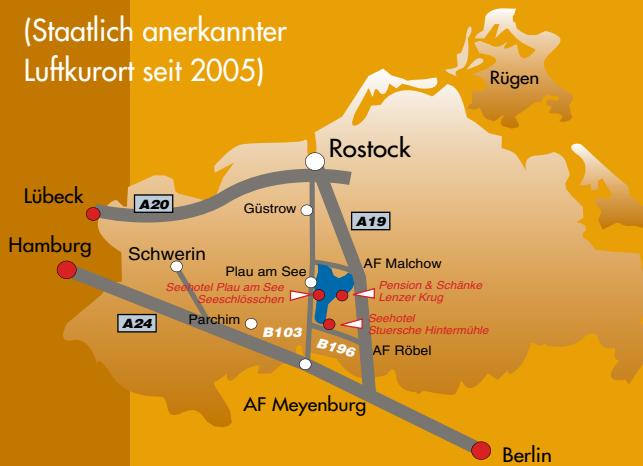 (Staatlich anerkannter
Luftkurort seit 2005)
Rügen
Rostock
Lübeck
A20
Güstrow
A19
Hamburg
Schwerin
AF Malchow
Plau am See
Seehotel Plau am See
Seeschlösschen
Pension & Schänke
Lenzer Krug
Seehotel
Stuersche Hintermühle
A24
Parchim
B103
B196
AF Röbel
AF Meyenburg
Berlin